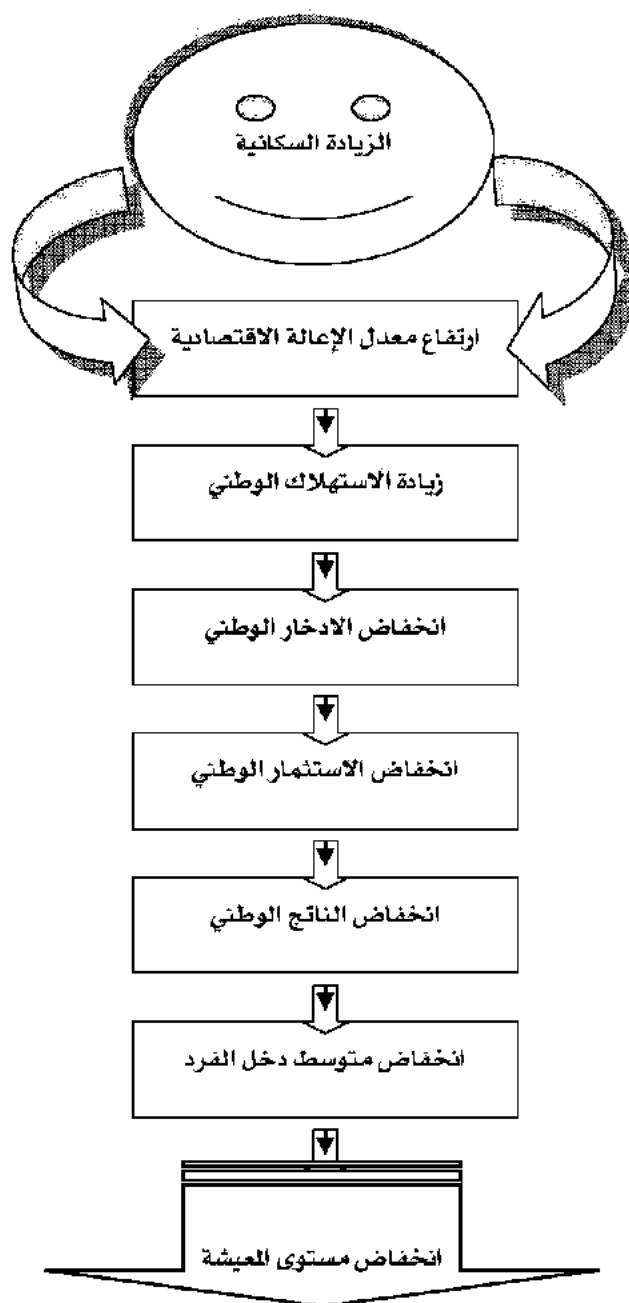 الزيادة السكانية
ارتفاع معدل الإعالة الاقتصادية
زيادة الاستهلاك الوطني
انخفاض الادخار الوطني
انخفاض الاستثمار الوطني
انخفاض الناتج الوطني
انخفاض متوسط دخل الفرد
انخفاض مستوى المعيشة